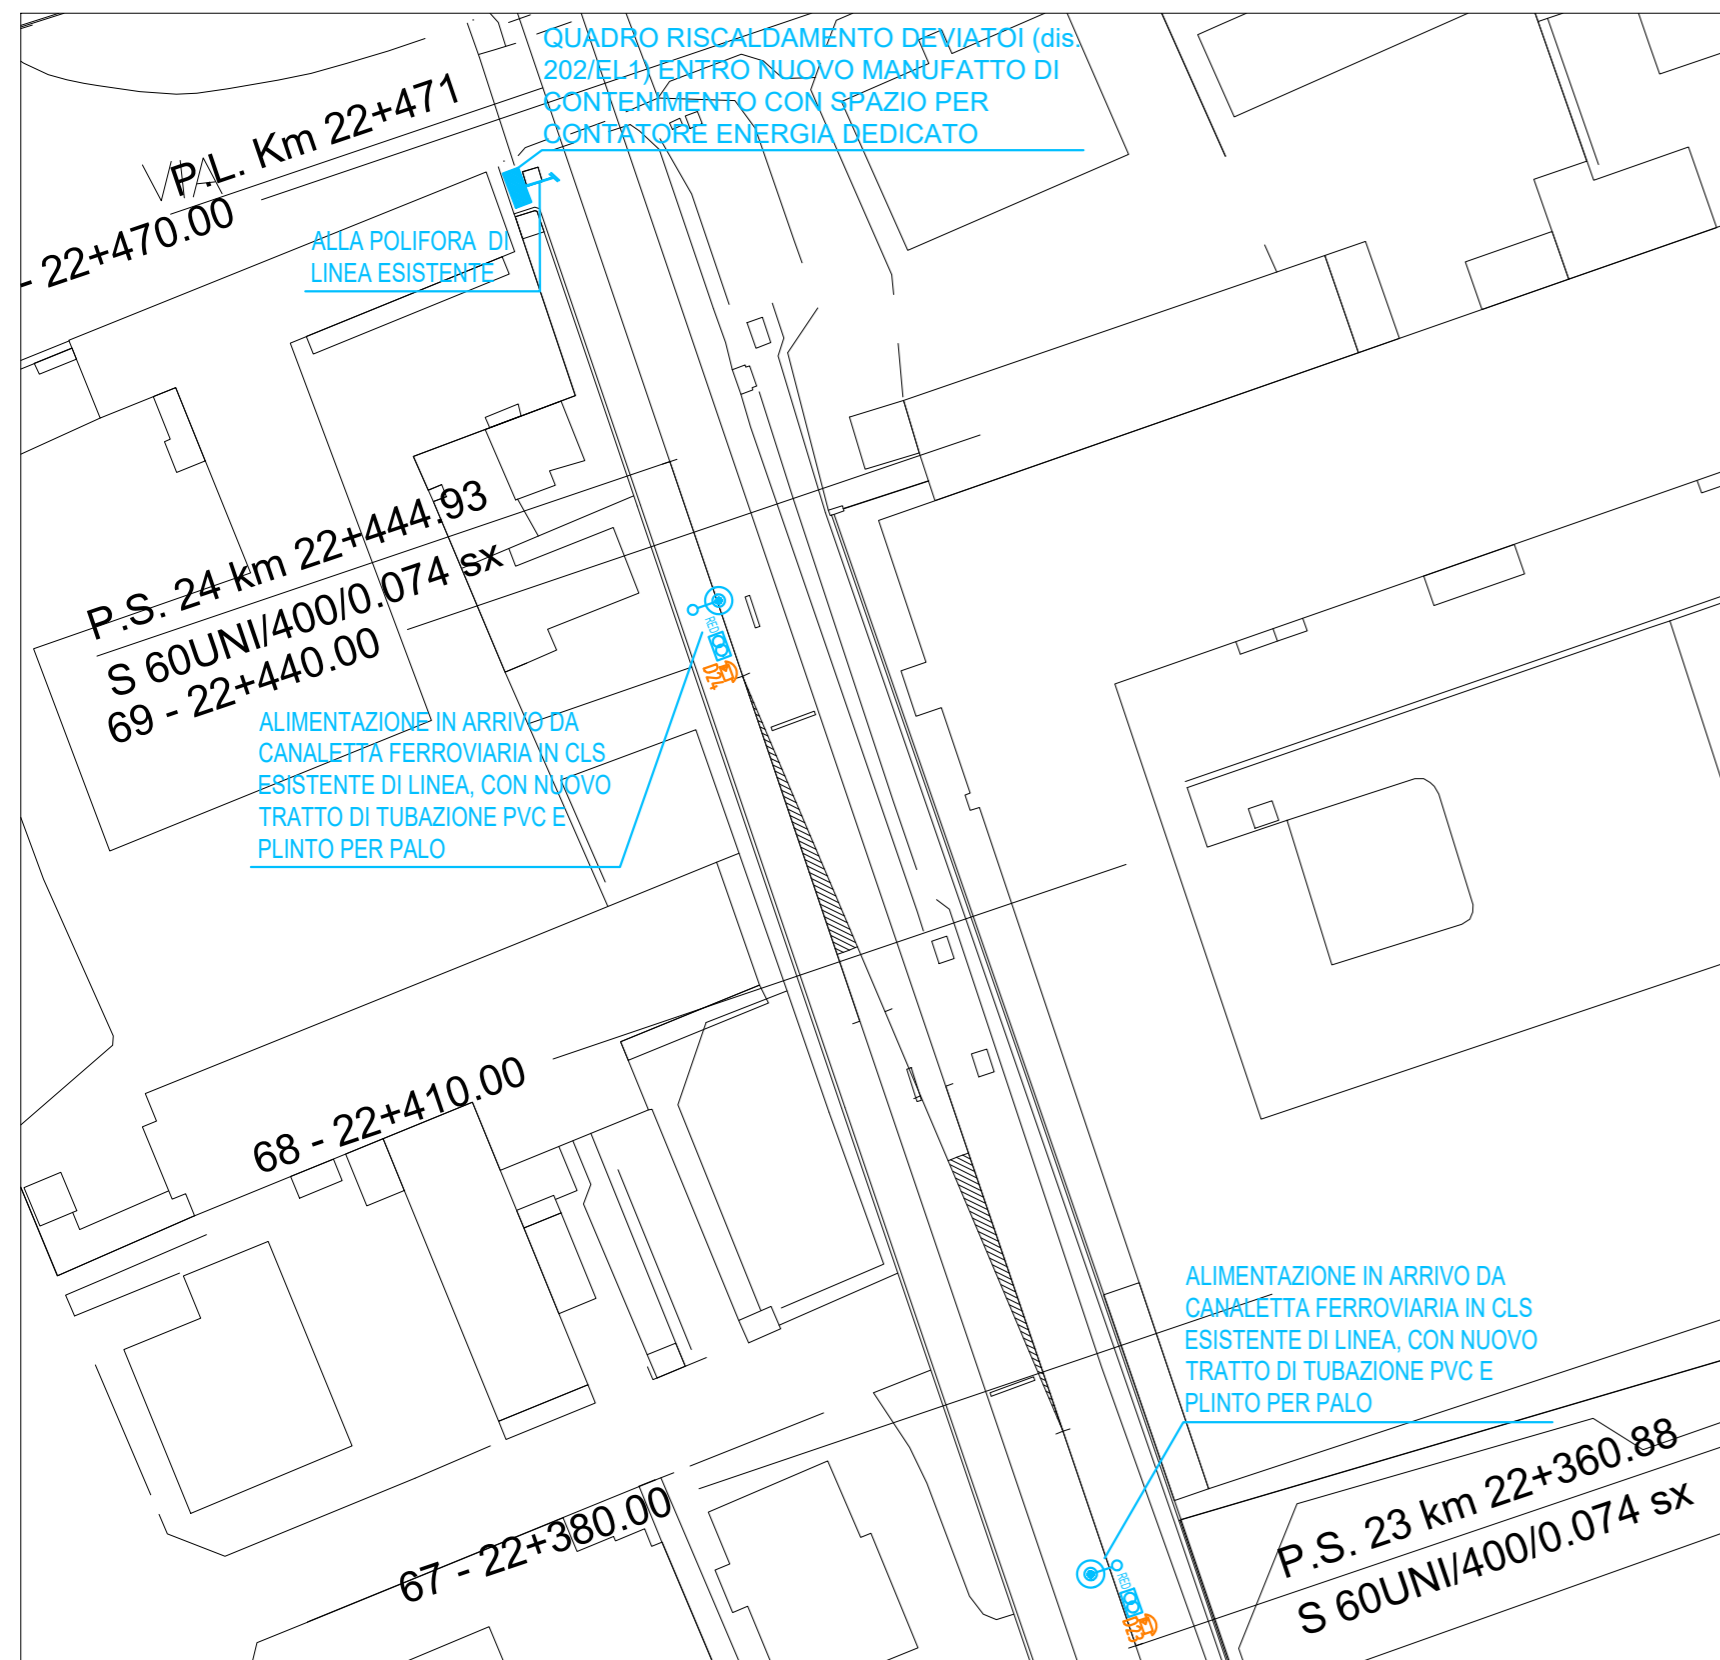 QUADRO RISCALDAMENTO DEVIATOI (dis.
202/EL1) ENTRO NUOVO MANUFATTO DI
CONTENIMENTO CON SPAZIO PER
CONTATORE ENERGIA DEDICATO
VIA
P.L. Km 22+471
- 22+470.00
ALLA POLIFORA DI
LINEA ESISTENTE
P.S. 24 km 22+444.93
S 60UNI/400/0.074 sx
69 - 22+440.00
RED
D24
ALIMENTAZIONE IN ARRIVO DA
CANALETTA FERROVIARIA IN CLS
ESISTENTE DI LINEA, CON NUOVO
TRATTO DI TUBAZIONE PVC E
PLINTO PER PALO
68 - 22+410.00
ALIMENTAZIONE IN ARRIVO DA
CANALETTA FERROVIARIA IN CLS
ESISTENTE DI LINEA, CON NUOVO
TRATTO DI TUBAZIONE PVC E
PLINTO PER PALO
67 - 22+380.00
P.S. 23 km 22+360.88
S 60UNI/400/0.074 sx
RED
D23